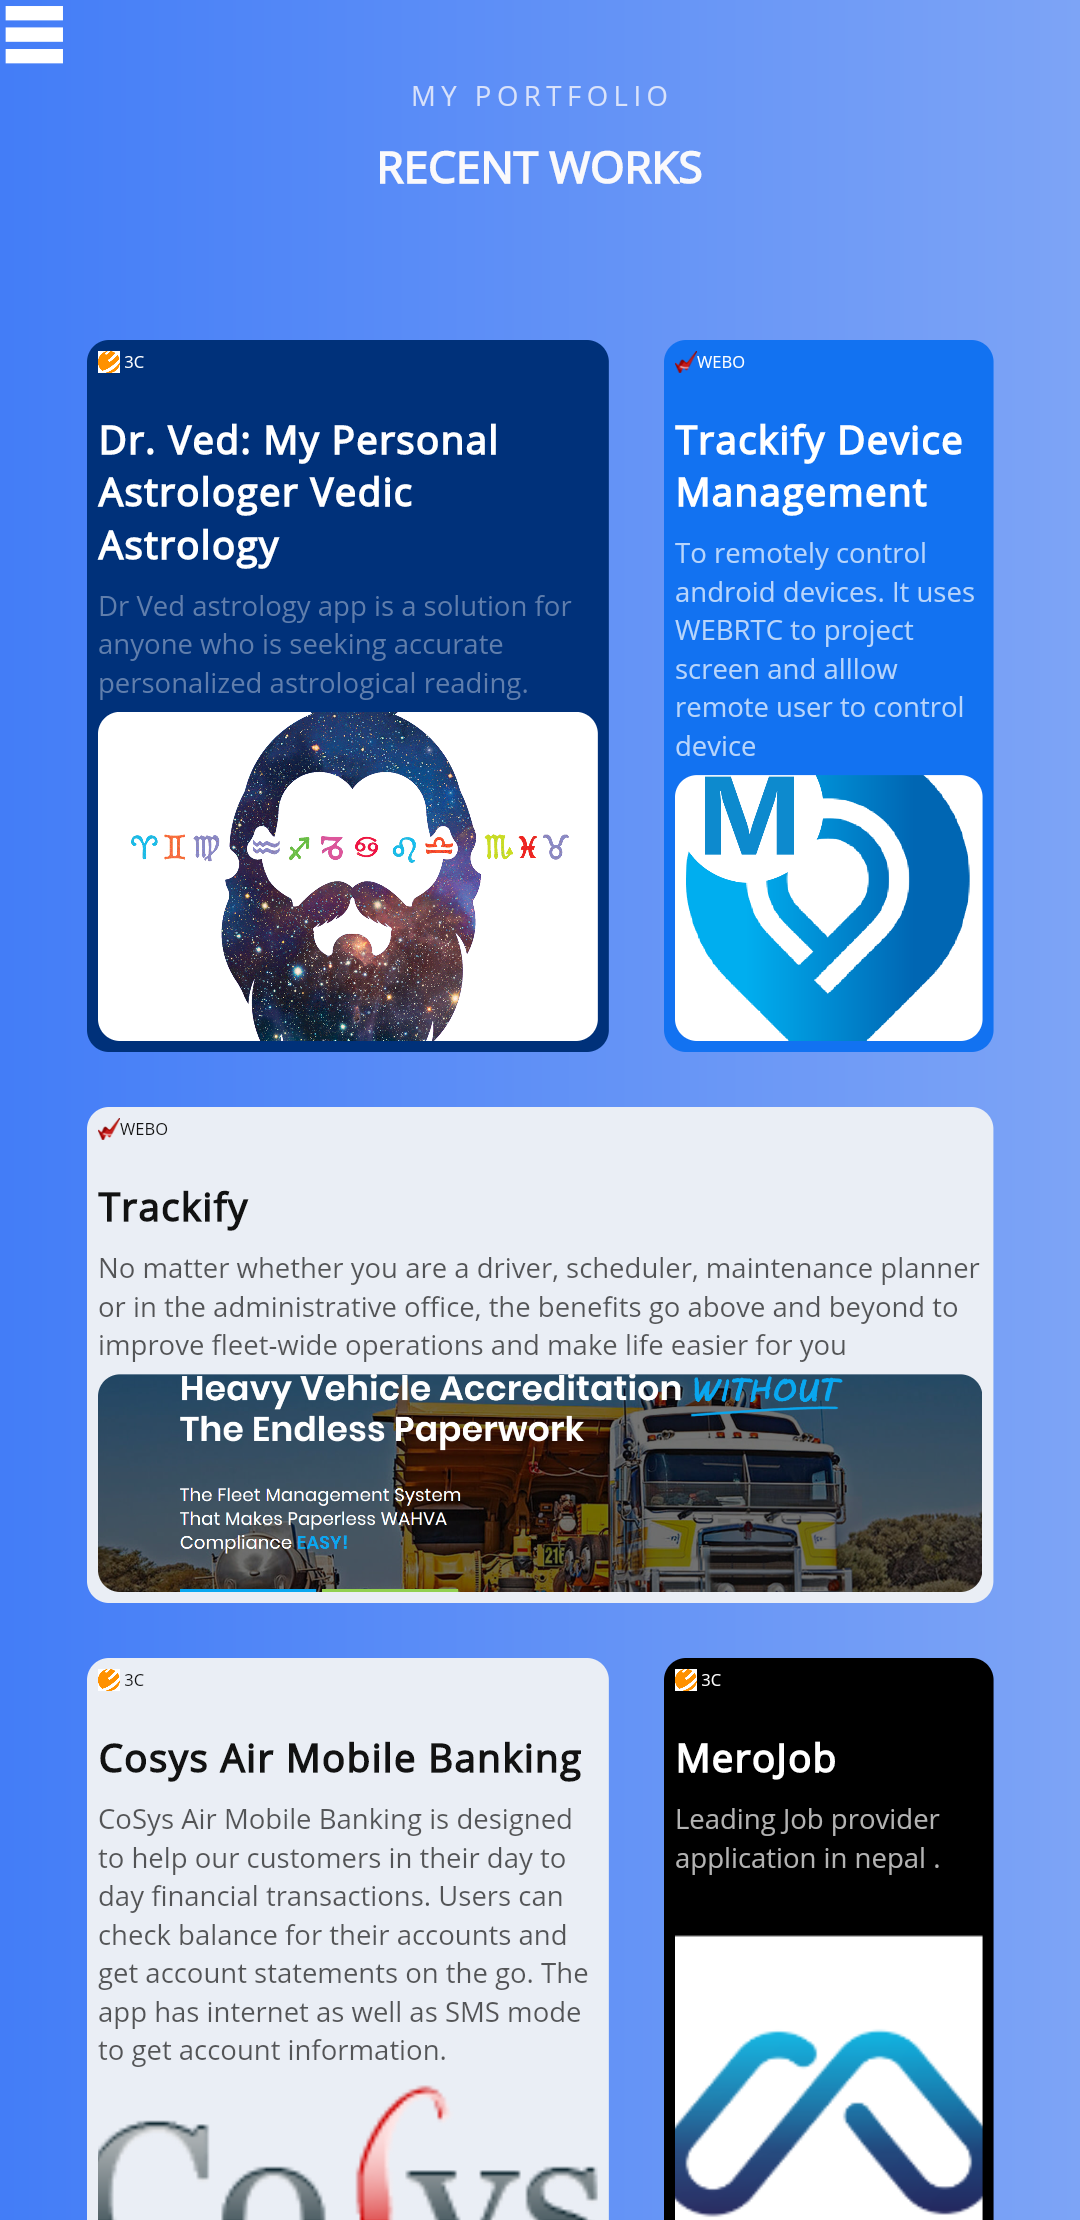 MY PORTFOLIO
RECENT WORKS
3C
Dr. Ved: My Personal
Astrologer Vedic
Astrology
Dr Ved astrology app is a solution for
anyone who is seeking accurate
personalized astrological reading.
WEBO
Trackify Device
Management
To remotely control
android devices. It uses
WEBRTC to project
screen and alllow
remote user to control
device
M
WEBO
Trackify
No matter whether you are a driver, scheduler, maintenance planner
or in the administrative office, the benefits go above and beyond to
improve fleet-wide operations and make life easier for you
Heavy Vehicle Accreditation WITHOUT
The Endless Paperwork
The Fleet Management System
That Makes Paperless WAHVA
Compliance EASY!
216
3C
Cosys Air Mobile Banking
CoSys Air Mobile Banking is designed
to help our customers in their day to
day financial transactions. Users can
check balance for their accounts and
get account statements on the go. The
app has internet as well as SMS mode
to get account information.
CoSys
3C
MeroJob
Leading Job provider
application in nepal .